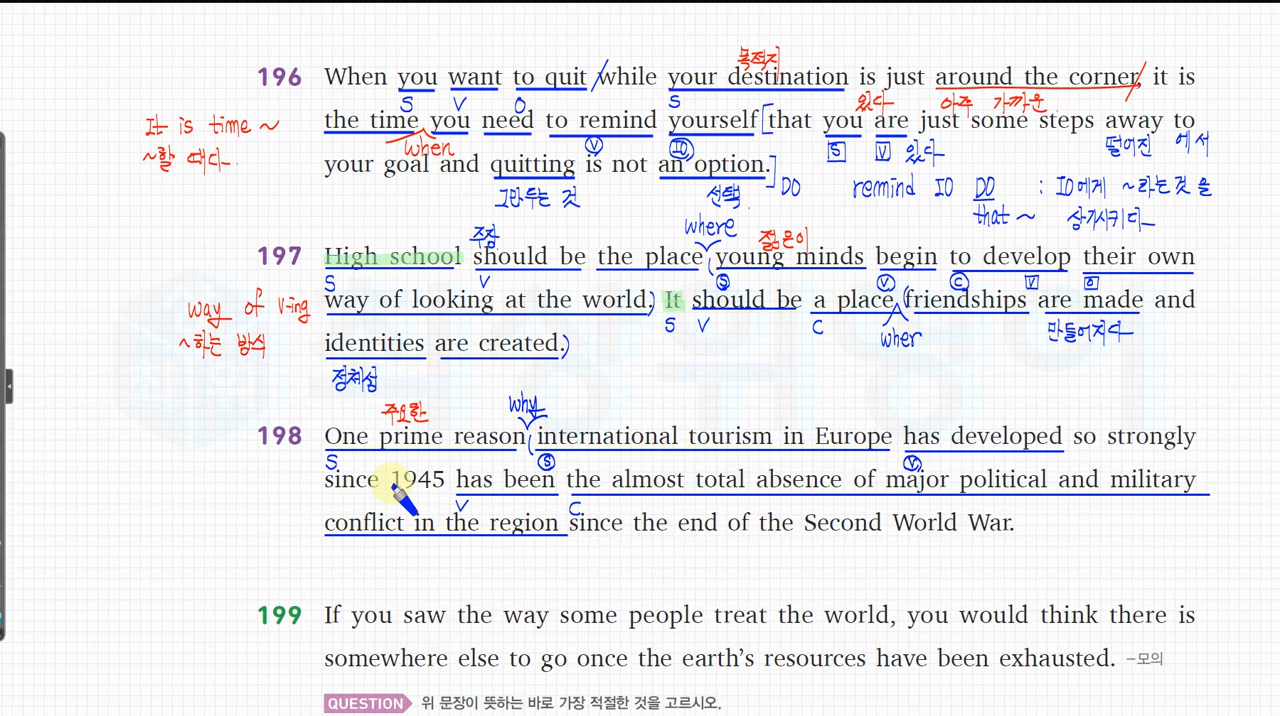 목적지
196 When you want to quit while your destination is just around the corner, it is
S V O S 있다 아주 가까운
It is time ~ the time you need to remind yourself that you are just some steps away to
~할 때다. when V IO S V 있다 떨어진 에서
your goal and quitting is not an option. DO remind IO DO : IO에게 ~라는것 을
그만두는 것 선택 that ~ 상기시키다
주장 where 젊은이
197 High school should be the place young minds begin to develop their own
S V S V C V O
way of V-ing way of looking at the world. It should be a place friendships are made and
~하는 방식 S V C wher 만들어지다
identities are created.
정체성
주요한 why
198 One prime reason international tourism in Europe has developed so strongly
S S V
since 1945 has been the almost total absence of major political and military
V C
conflict in the region since the end of the Second World War.
199 If you saw the way some people treat the world, you would think there is
somewhere else to go once the earth's resources have been exhausted. –모의
QUESTION 위 문장이 뜻하는 바로 가장 적절한 것을 고르시오.